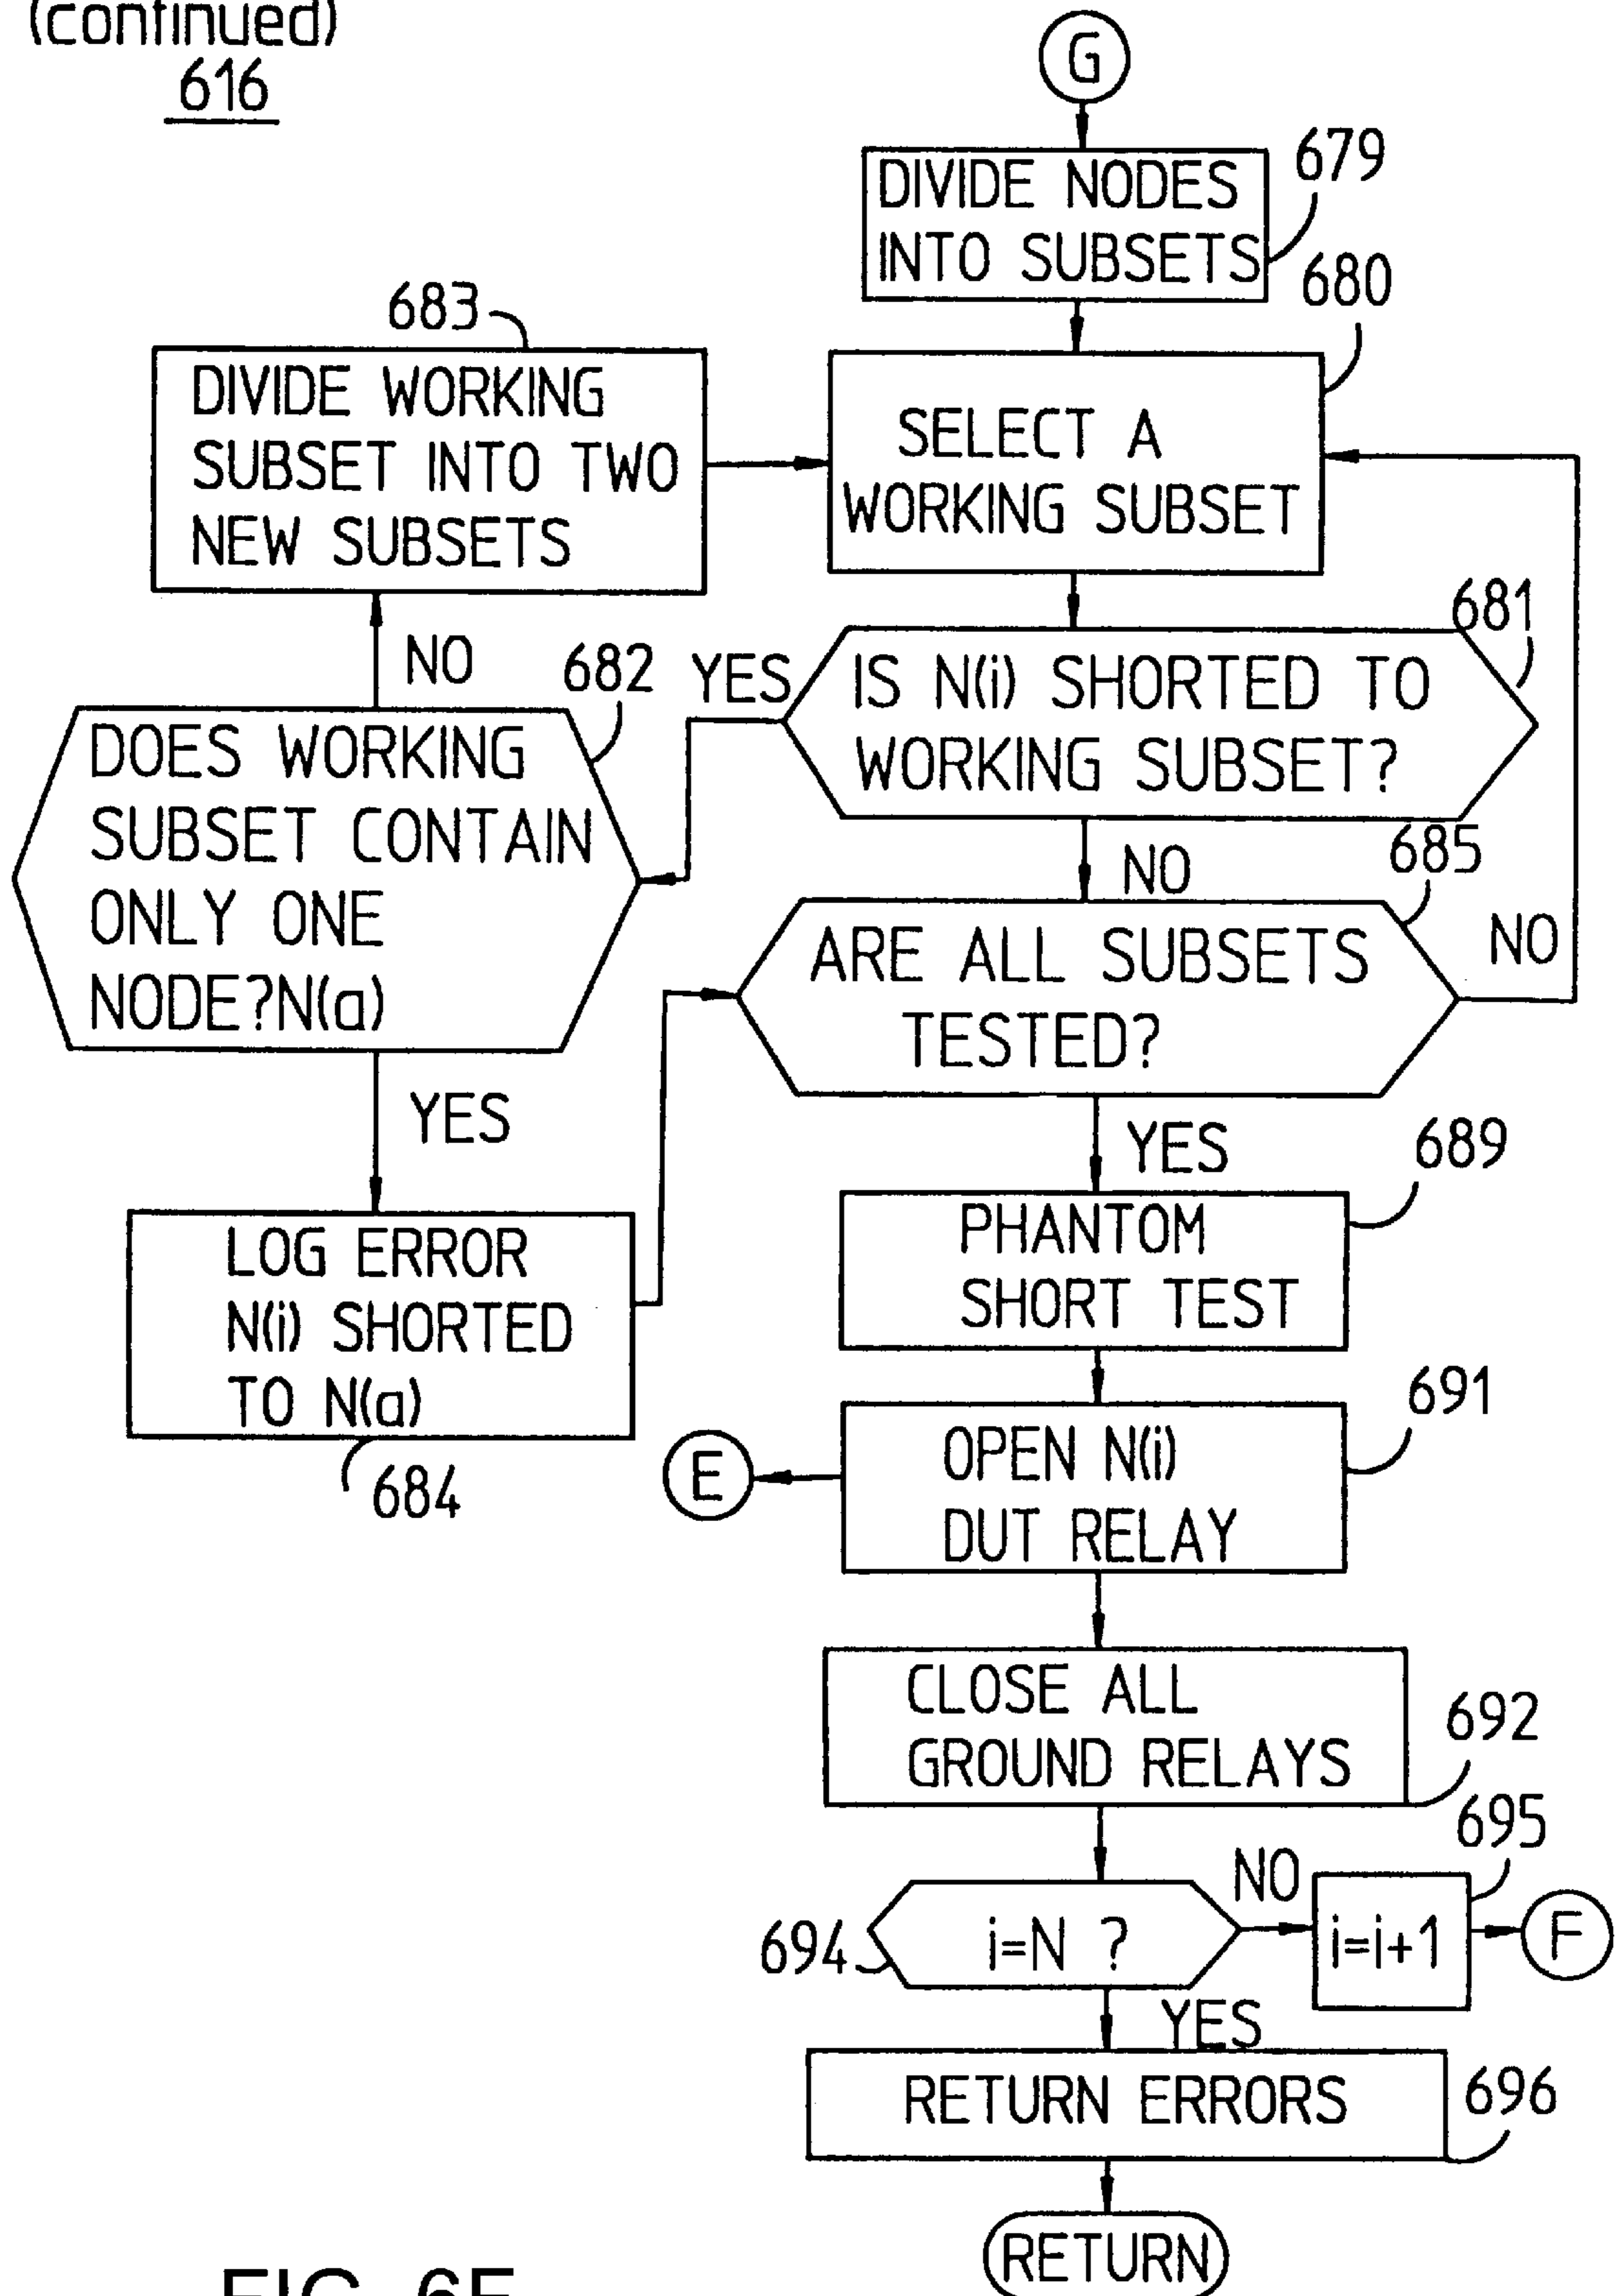 (continued)
616
G
DIVIDE NODES
INTO SUBSETS
679
680
683
DIVIDE WORKING
SUBSET INTO TWO
NEW SUBSETS
SELECT A
WORKING SUBSET
681
NO
682
YES
IS N(i) SHORTED TO
WORKING SUBSET?
DOES WORKING
SUBSET CONTAIN
ONLY ONE
NODE?N(a)
NO
685
NO
ARE ALL SUBSETS
TESTED?
YES
YES
689
LOG ERROR
N(i) SHORTED
TO N(a)
684
PHANTOM
SHORT TEST
691
E
OPEN N(i)
DUT RELAY
CLOSE ALL
GROUND RELAYS
692
695
NO
694
i=N ?
i=i+1
F
YES
RETURN ERRORS
696
RETURN